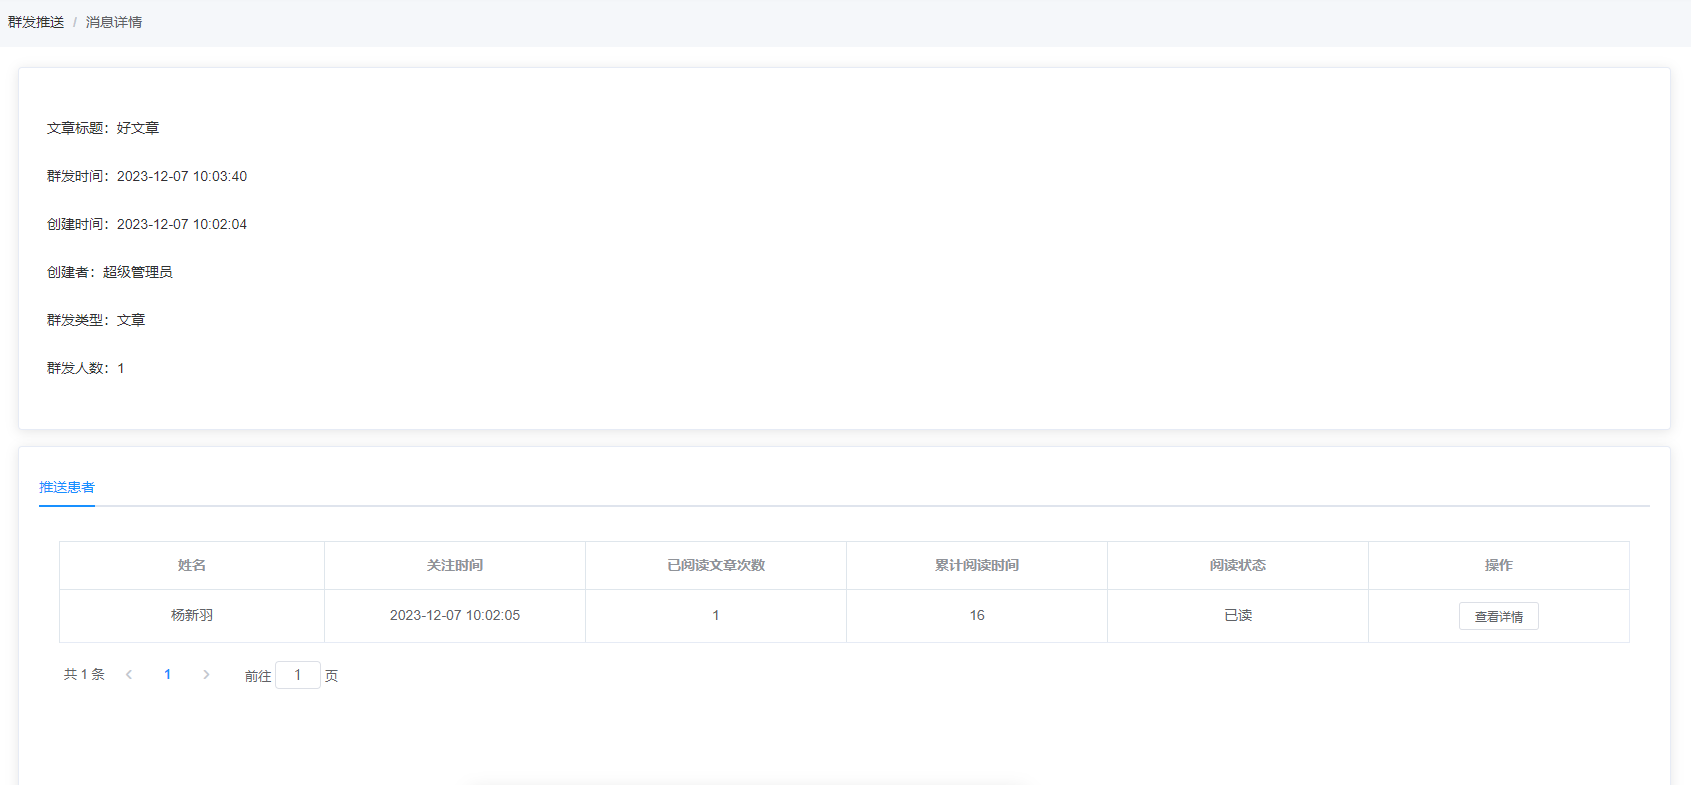 群发推送 / 消息详情
文章标题：好文章
群发时间：2023-12-07 10:03:40
创建时间：2023-12-07 10:02:04
创建者：超级管理员
群发类型：文章
群发人数：1
推送患者
姓名 关注时间 已阅读文章次数 累计阅读时间 阅读状态 操作
杨新羽 2023-12-07 10:02:05 1 16 已读 查看详情
共 1 条 1 前往 1 页